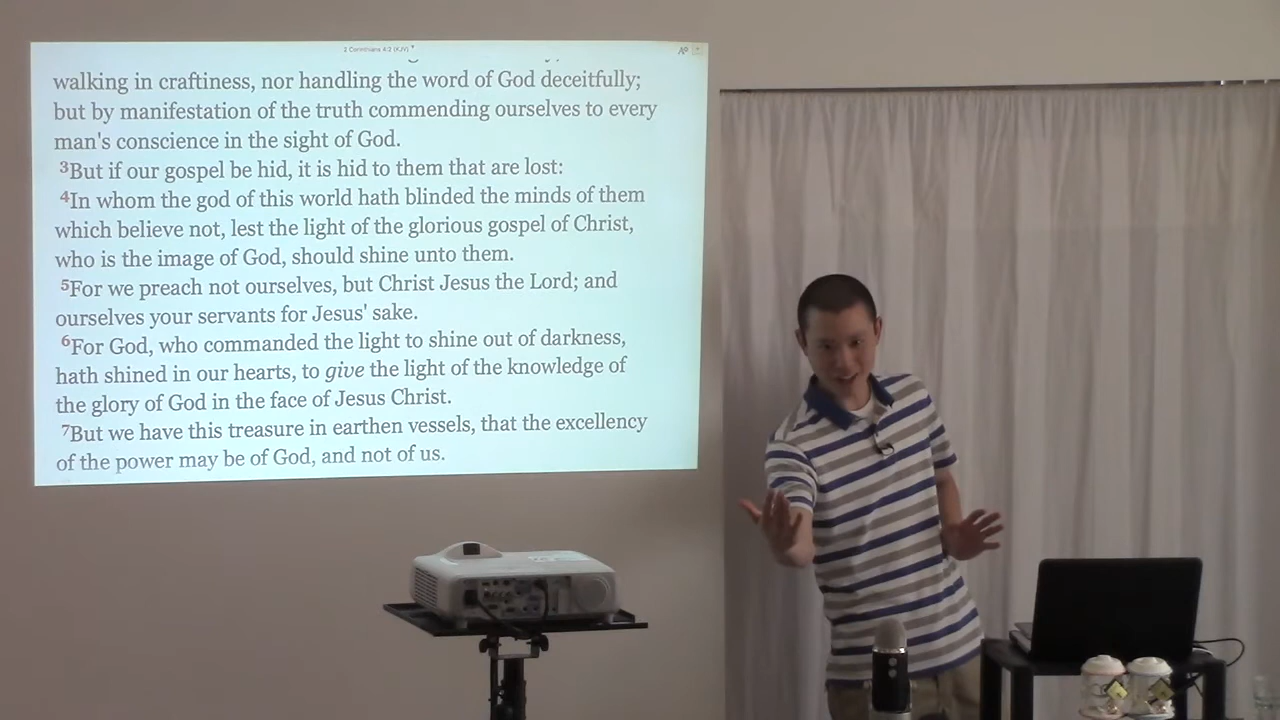 2 Corinthians 4:2 (KJV)
walking in craftiness, nor handling the word of God deceitfully;
but by manifestation of the truth commending ourselves to every
man's conscience in the sight of God.
3But if our gospel be hid, it is hid to them that are lost:
4In whom the god of this world hath blinded the minds of them
which believe not, lest the light of the glorious gospel of Christ,
who is the image of God, should shine unto them.
5For we preach not ourselves, but Christ Jesus the Lord; and
ourselves your servants for Jesus' sake.
6For God, who commanded the light to shine out of darkness,
hath shined in our hearts, to give the light of the knowledge of
the glory of God in the face of Jesus Christ.
7But we have this treasure in earthen vessels, that the excellency
of the power may be of God, and not of us.